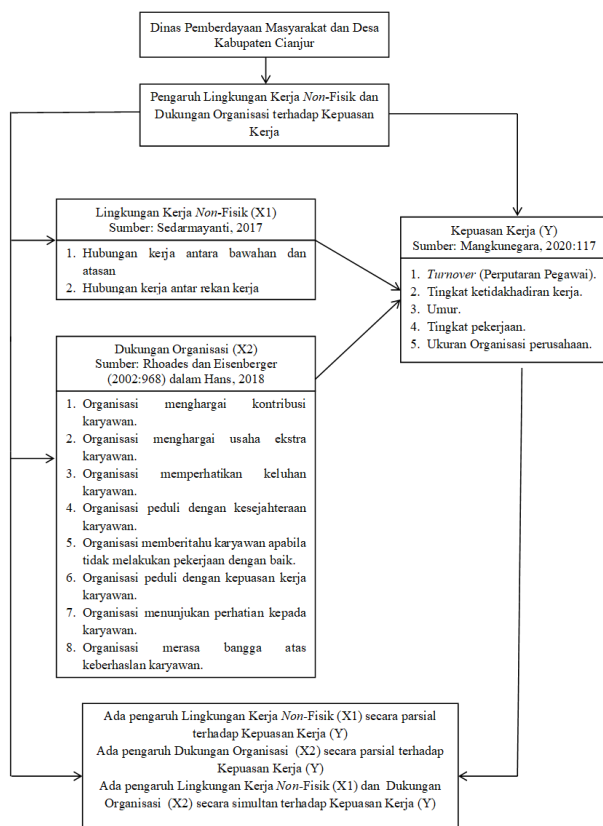 Dinas Pemberdayaan Masyarakat dan Desa
Kabupaten Cianjur
Pengaruh Lingkungan Kerja Non-Fisik dan
Dukungan Organisasi terhadap Kepuasan
Kerja
Lingkungan Kerja Non-Fisik (X1)
Sumber: Sedarmayanti, 2017
1. Hubungan kerja antara bawahan dan
atasan
2. Hubungan kerja antar rekan kerja
Dukungan Organisasi (X2)
Sumber: Rhoades dan Eisenberger
(2002:968) dalam Hans, 2018
1. Organisasi menghargai kontribusi
karyawan.
2. Organisasi menghargai usaha ekstra
karyawan.
3. Organisasi memperhatikan keluhan
karyawan.
4. Organisasi peduli dengan kesejahteraan
karyawan.
5. Organisasi memberitahu karyawan apabila
tidak melakukan pekerjaan dengan baik.
6. Organisasi peduli dengan kepuasan kerja
karyawan.
7. Organisasi menunjukan perhatian kepada
karyawan.
8. Organisasi merasa bangga atas
keberhaslan karyawan.
Kepuasan Kerja (Y)
Sumber: Mangkunegara, 2020:117
1. Turnover (Perputaran Pegawai).
2. Tingkat ketidakhadiran kerja.
3. Umur.
4. Tingkat pekerjaan.
5. Ukuran Organisasi perusahaan.
Ada pengaruh Lingkungan Kerja Non-Fisik (X1) secara parsial
terhadap Kepuasan Kerja (Y)
Ada pengaruh Dukungan Organisasi (X2) secara parsial terhadap
Kepuasan Kerja (Y)
Ada pengaruh Lingkungan Kerja Non-Fisik (X1) dan Dukungan
Organisasi (X2) secara simultan terhadap Kepuasan Kerja (Y)